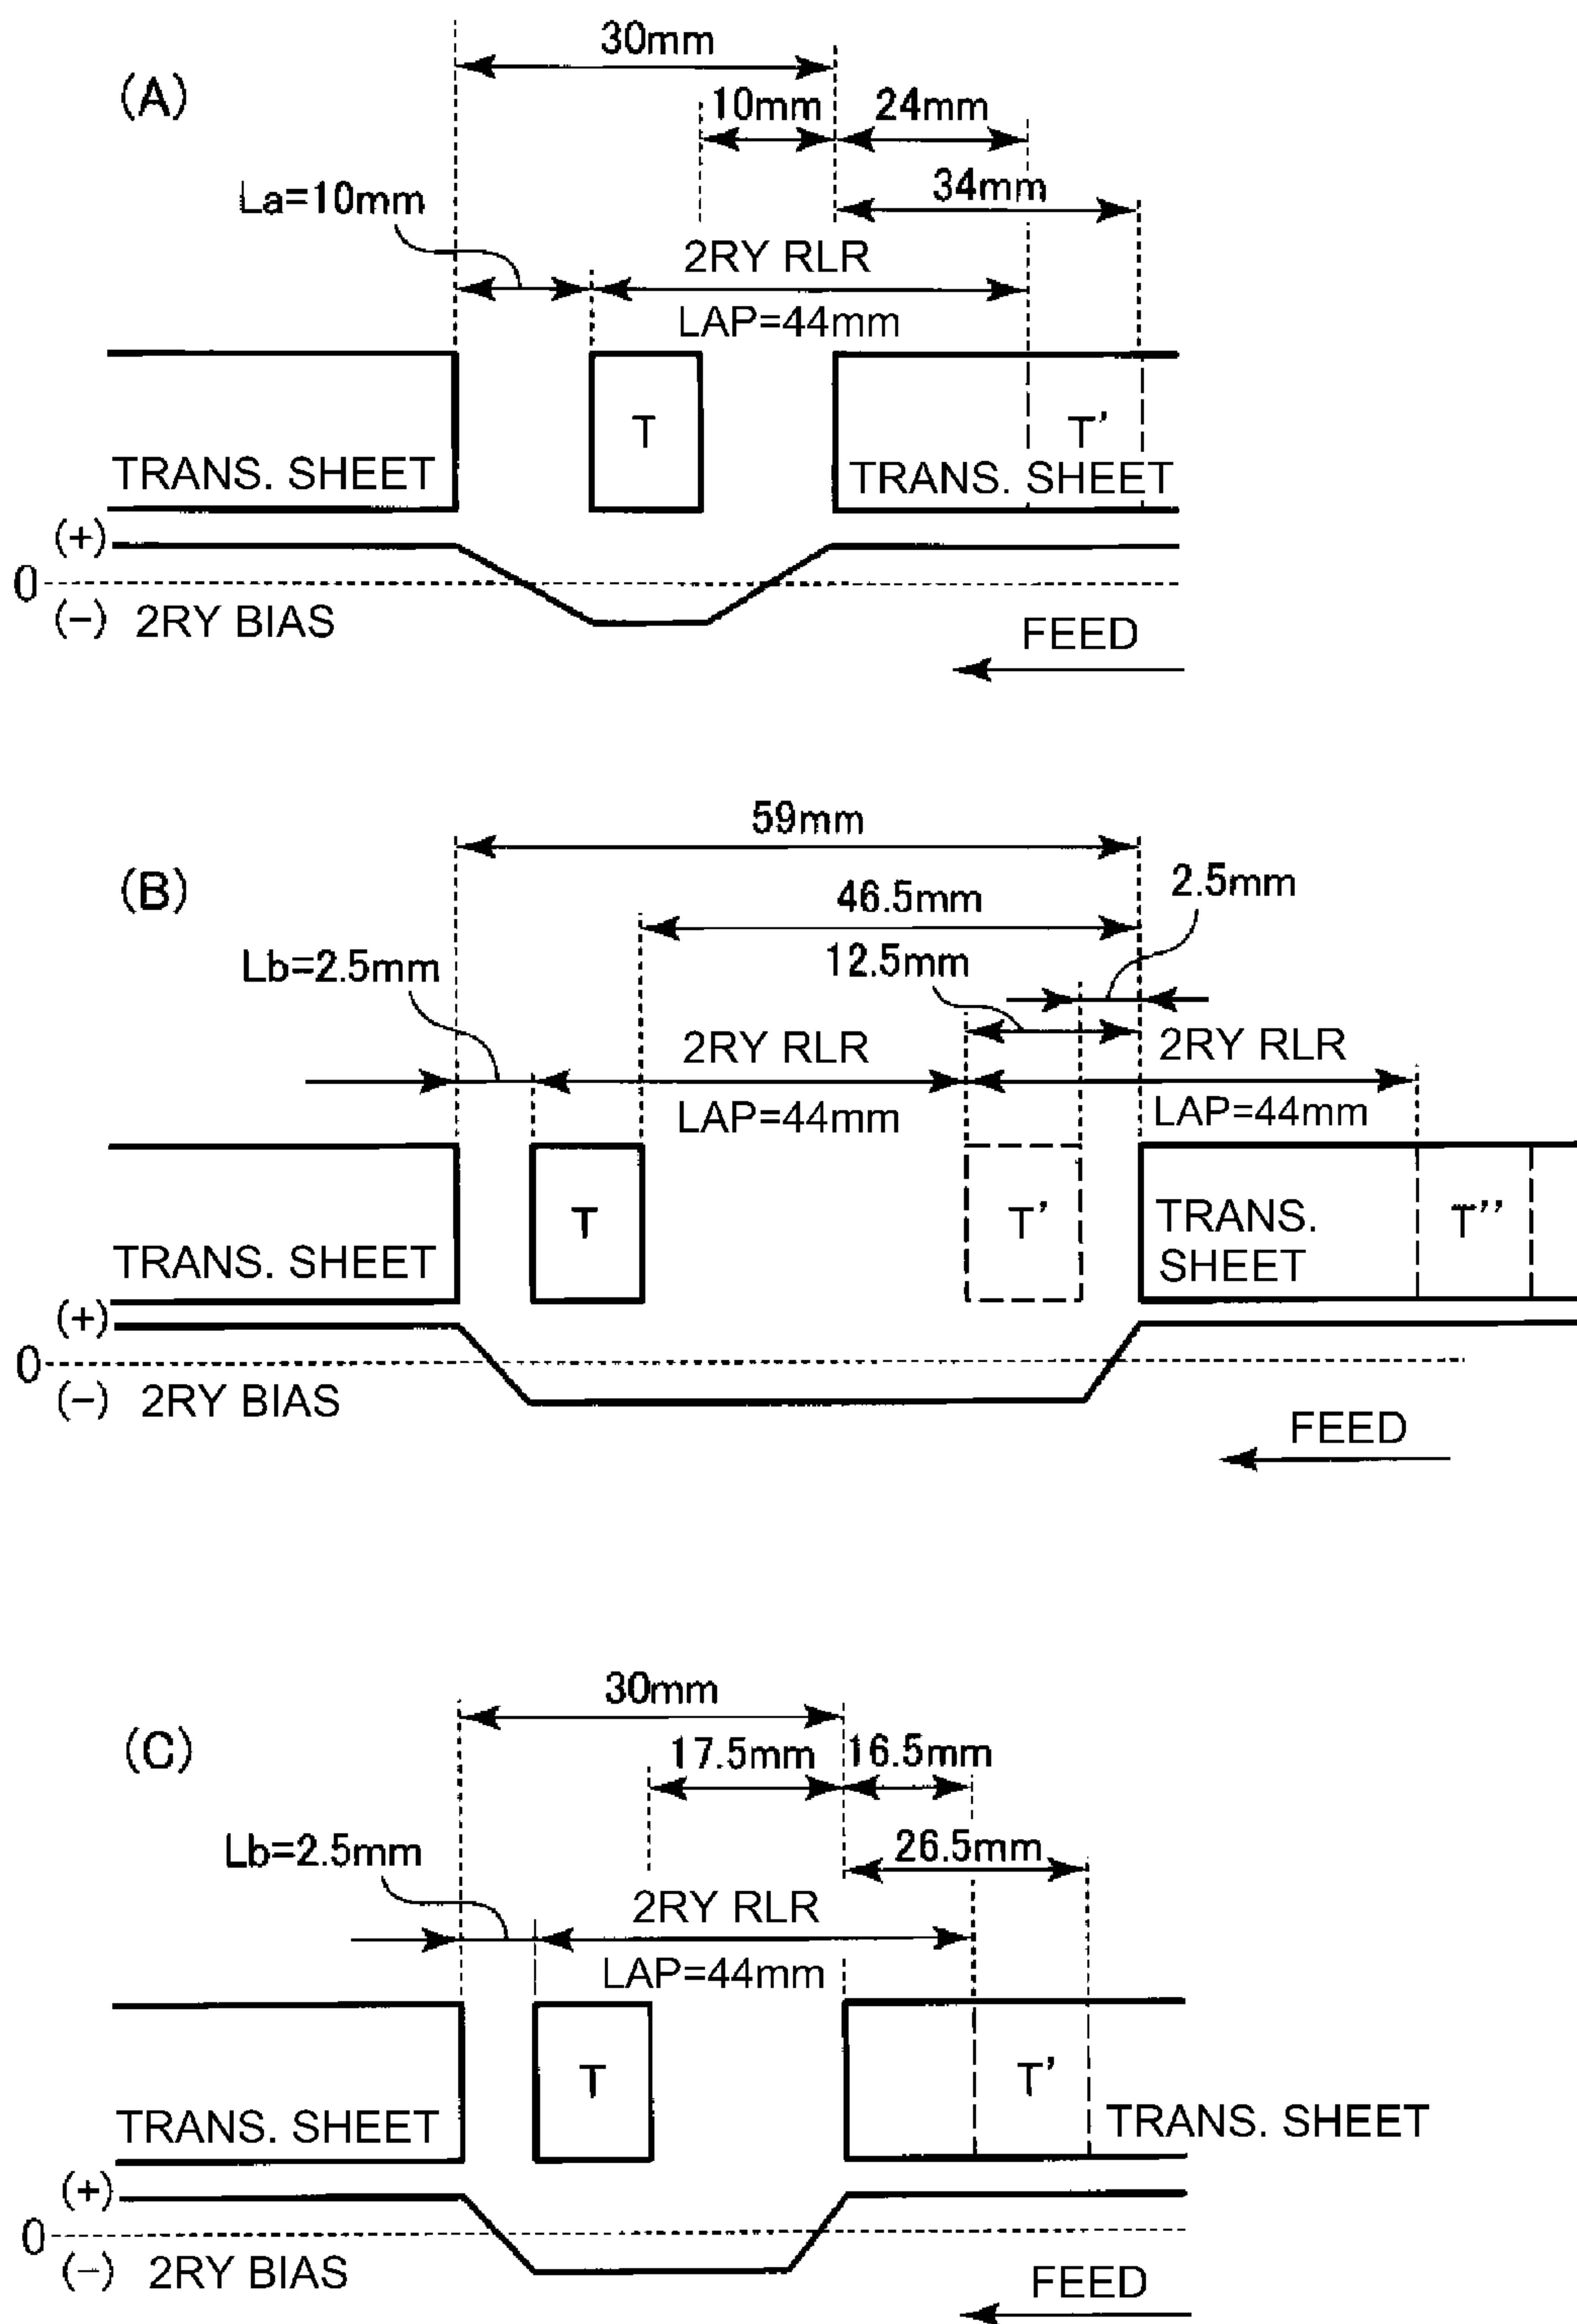 (A)
30mm
10mm
24mm
34mm
La=10mm
2RY RLR
LAP=44mm
T
T'
TRANS. SHEET
TRANS. SHEET
(+)
0
(−) 2RY BIAS
FEED
(B)
59mm
2.5mm
46.5mm
12.5mm
Lb=2.5mm
2RY RLR
2RY RLR
LAP=44mm
LAP=44mm
T
T'
TRANS.
SHEET
T''
TRANS. SHEET
(+)
0
(−) 2RY BIAS
FEED
(C)
30mm
17.5mm
16.5mm
26.5mm
Lb=2.5mm
2RY RLR
LAP=44mm
T
T'
TRANS. SHEET
TRANS. SHEET
(+)
0
(−) 2RY BIAS
FEED